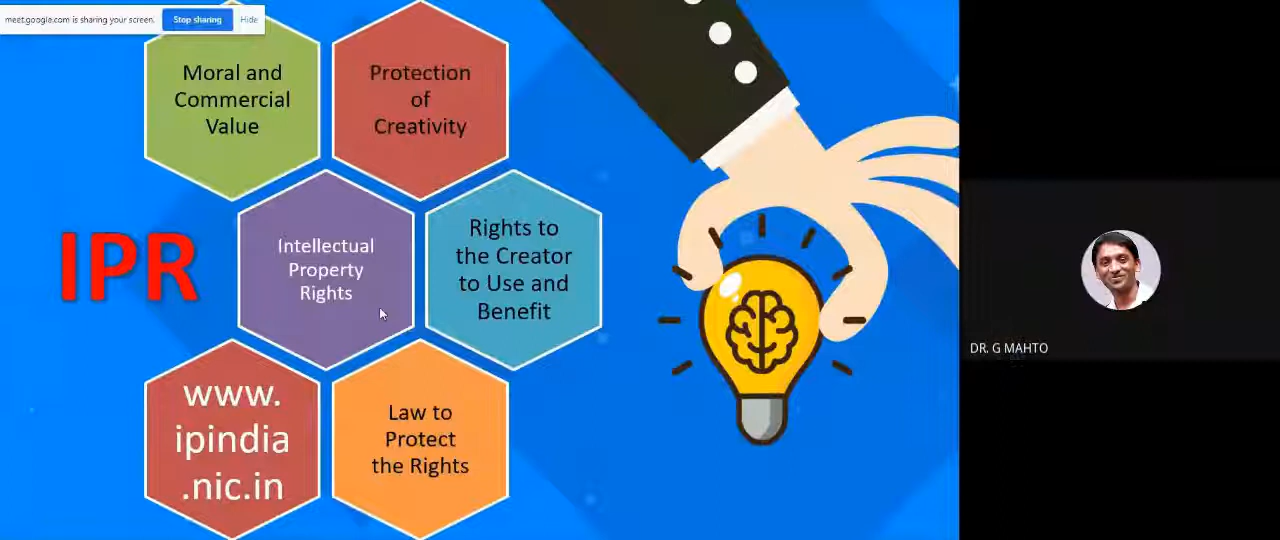 meet.google.com is sharing your screen.
Stop sharing
Hide
Moral and
Commercial
Value
Protection
of
Creativity
IPR
Intellectual
Property
Rights
Rights to
the Creator
to Use and
Benefit
www.
ipindia
.nic.in
Law to
Protect
the Rights
DR. G MAHTO